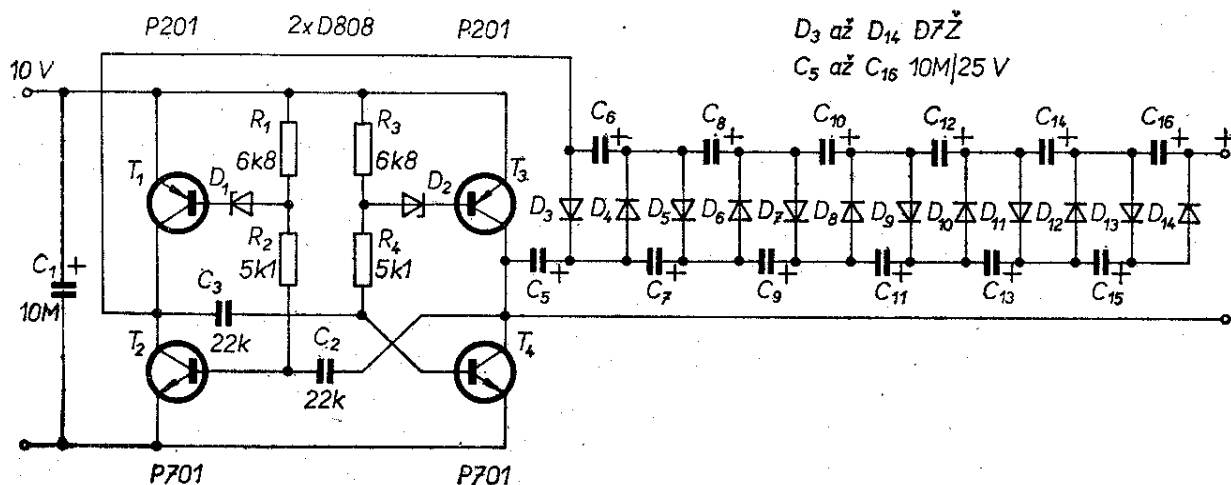 P201 2xD808 P201
D₃ až D₁₄ D7Ž
C₅ až C₁₆ 10M/25 V
10 V
R₁ 6k8
R₃ 6k8
C₆ + C₈ + C₁₀ + C₁₂ + C₁₄ + C₁₆ + +
T₁ D₁ D₂ T₃
D₃ D₄ D₅ D₆ D₇ D₈ D₉ D₁₀ D₁₁ D₁₂ D₁₃ D₁₄
R₂ 5k1
R₄ 5k1
C₅ + C₇ + C₉ + C₁₁ + C₁₃ + C₁₅ +
C₁ +
10M
C₃
22k
T₂ C₂ T₄
22k
P701 P701